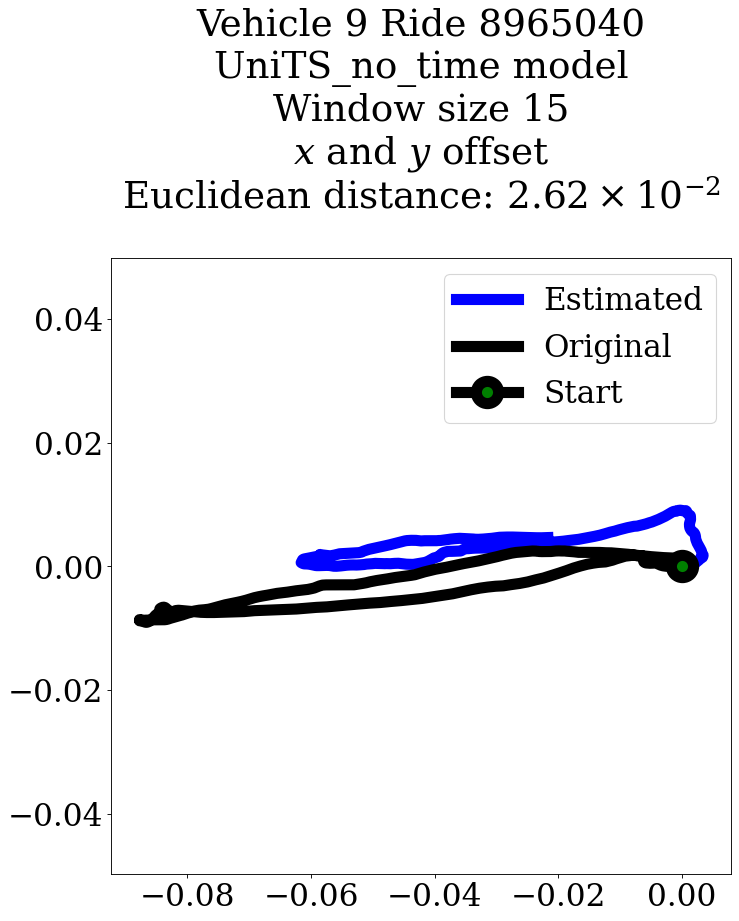 Vehicle 9 Ride 8965040
UniTS_no_time model
Window size 15
x and y offset
Euclidean distance: 2.62 × 10⁻²
Estimated
Original
Start
0.04
0.02
0.00
−0.02
−0.04
−0.08 −0.06 −0.04 −0.02 0.00